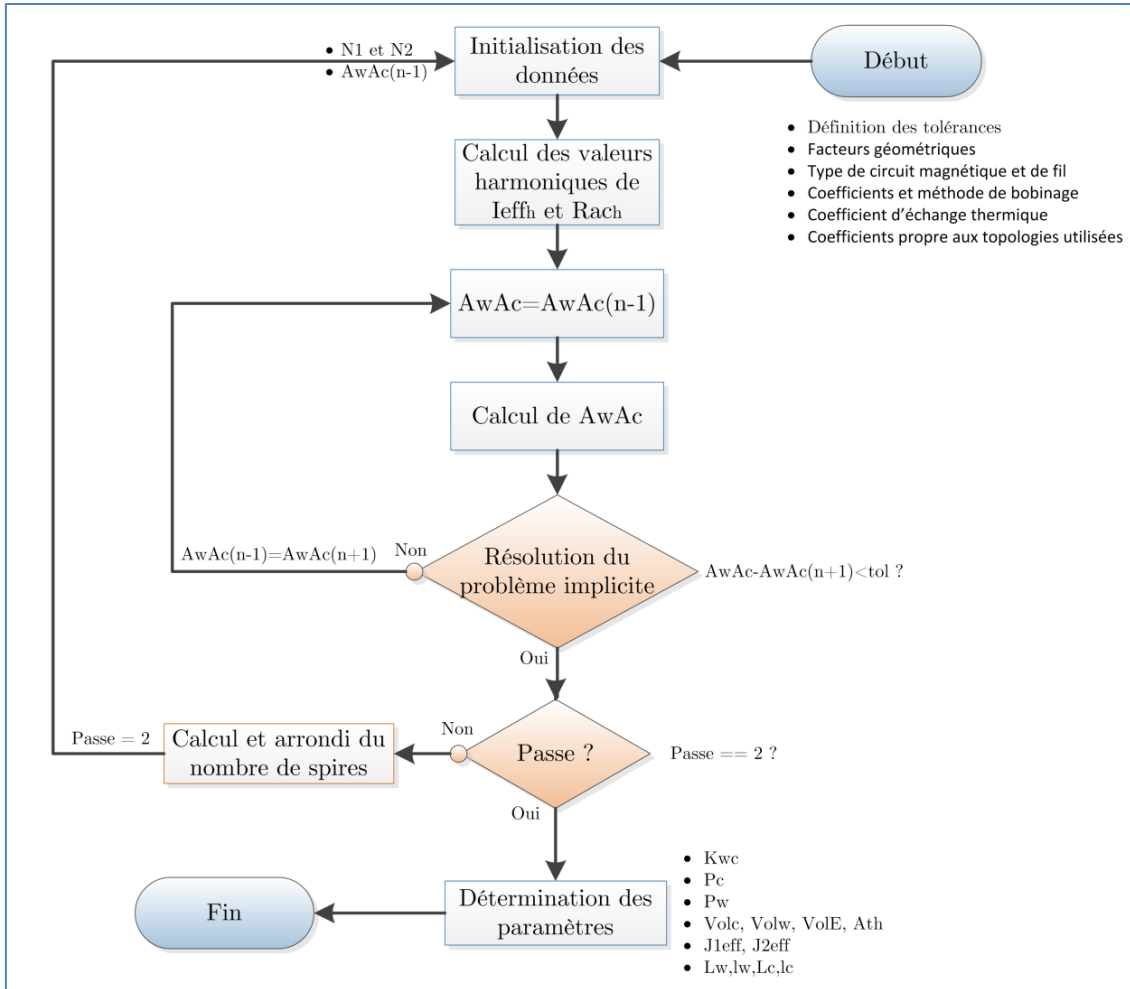 • N1 et N2
• AwAc(n-1)
Initialisation des
données
Début
• Définition des tolérances
• Facteurs géométriques
• Type de circuit magnétique et de fil
• Coefficients et méthode de bobinage
• Coefficient d’échange thermique
• Coefficients propre aux topologies utilisées
Calcul des valeurs
harmoniques de
Ieffh et Rach
AwAc=AwAc(n-1)
Calcul de AwAc
AwAc(n-1)=AwAc(n+1)
Non
Résolution du
problème implicite
AwAc-AwAc(n+1)<tol ?
Oui
Passe = 2
Calcul et arrondi du
nombre de spires
Non
Passe ?
Passe == 2 ?
Oui
Fin
Détermination des
paramètres
• Kwc
• Pc
• Pw
• Volc, Volw, VolE, Ath
• J1eff, J2eff
• Lw,lw,Lc,lc